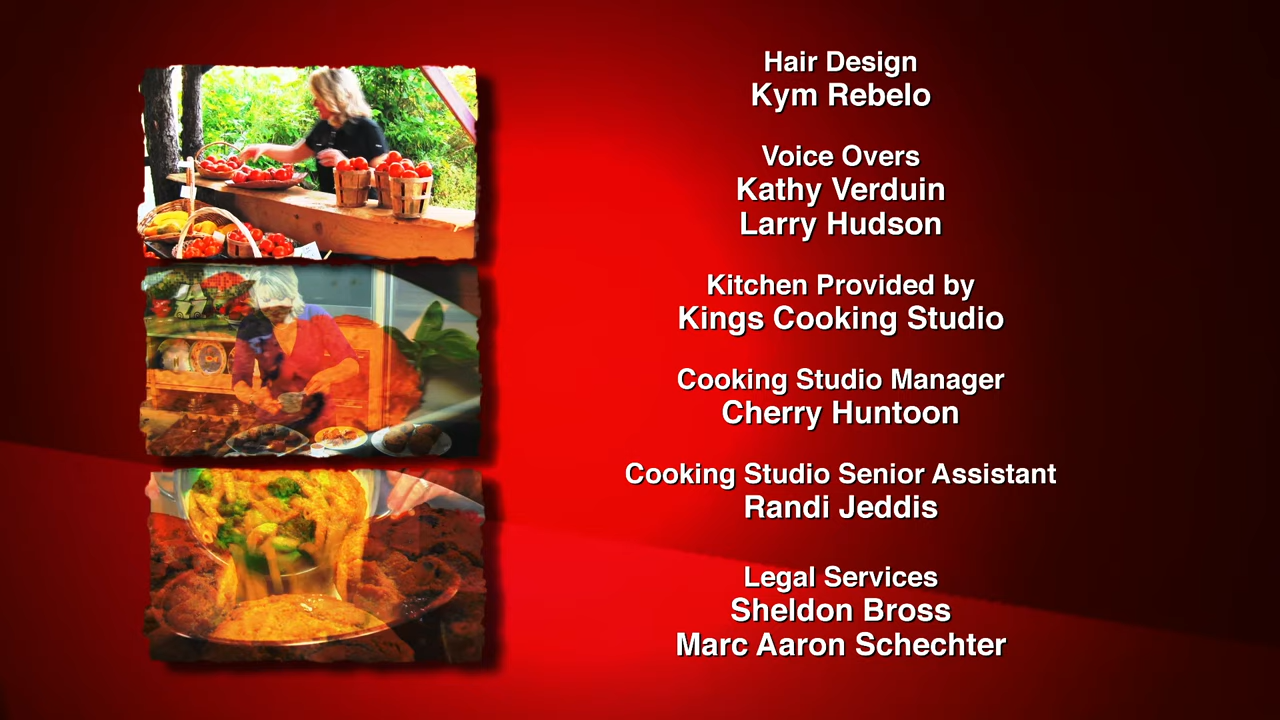 Hair Design
Kym Rebelo
Voice Overs
Kathy Verduin
Larry Hudson
Kitchen Provided by
Kings Cooking Studio
Cooking Studio Manager
Cherry Huntoon
Cooking Studio Senior Assistant
Randi Jeddis
Legal Services
Sheldon Bross
Marc Aaron Schechter